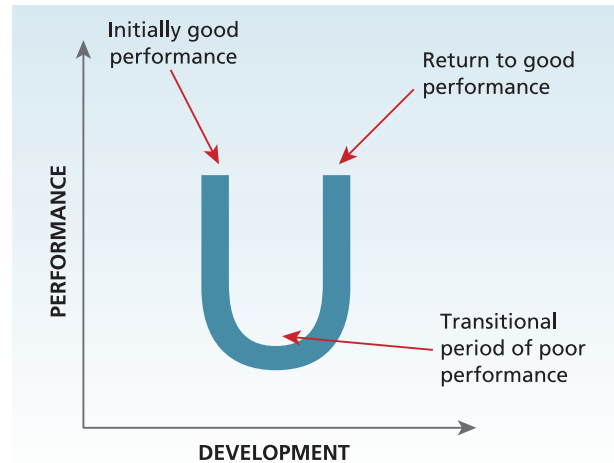 Initially good
performance
Return to good
performance
PERFORMANCE
Transitional
period of poor
performance
DEVELOPMENT